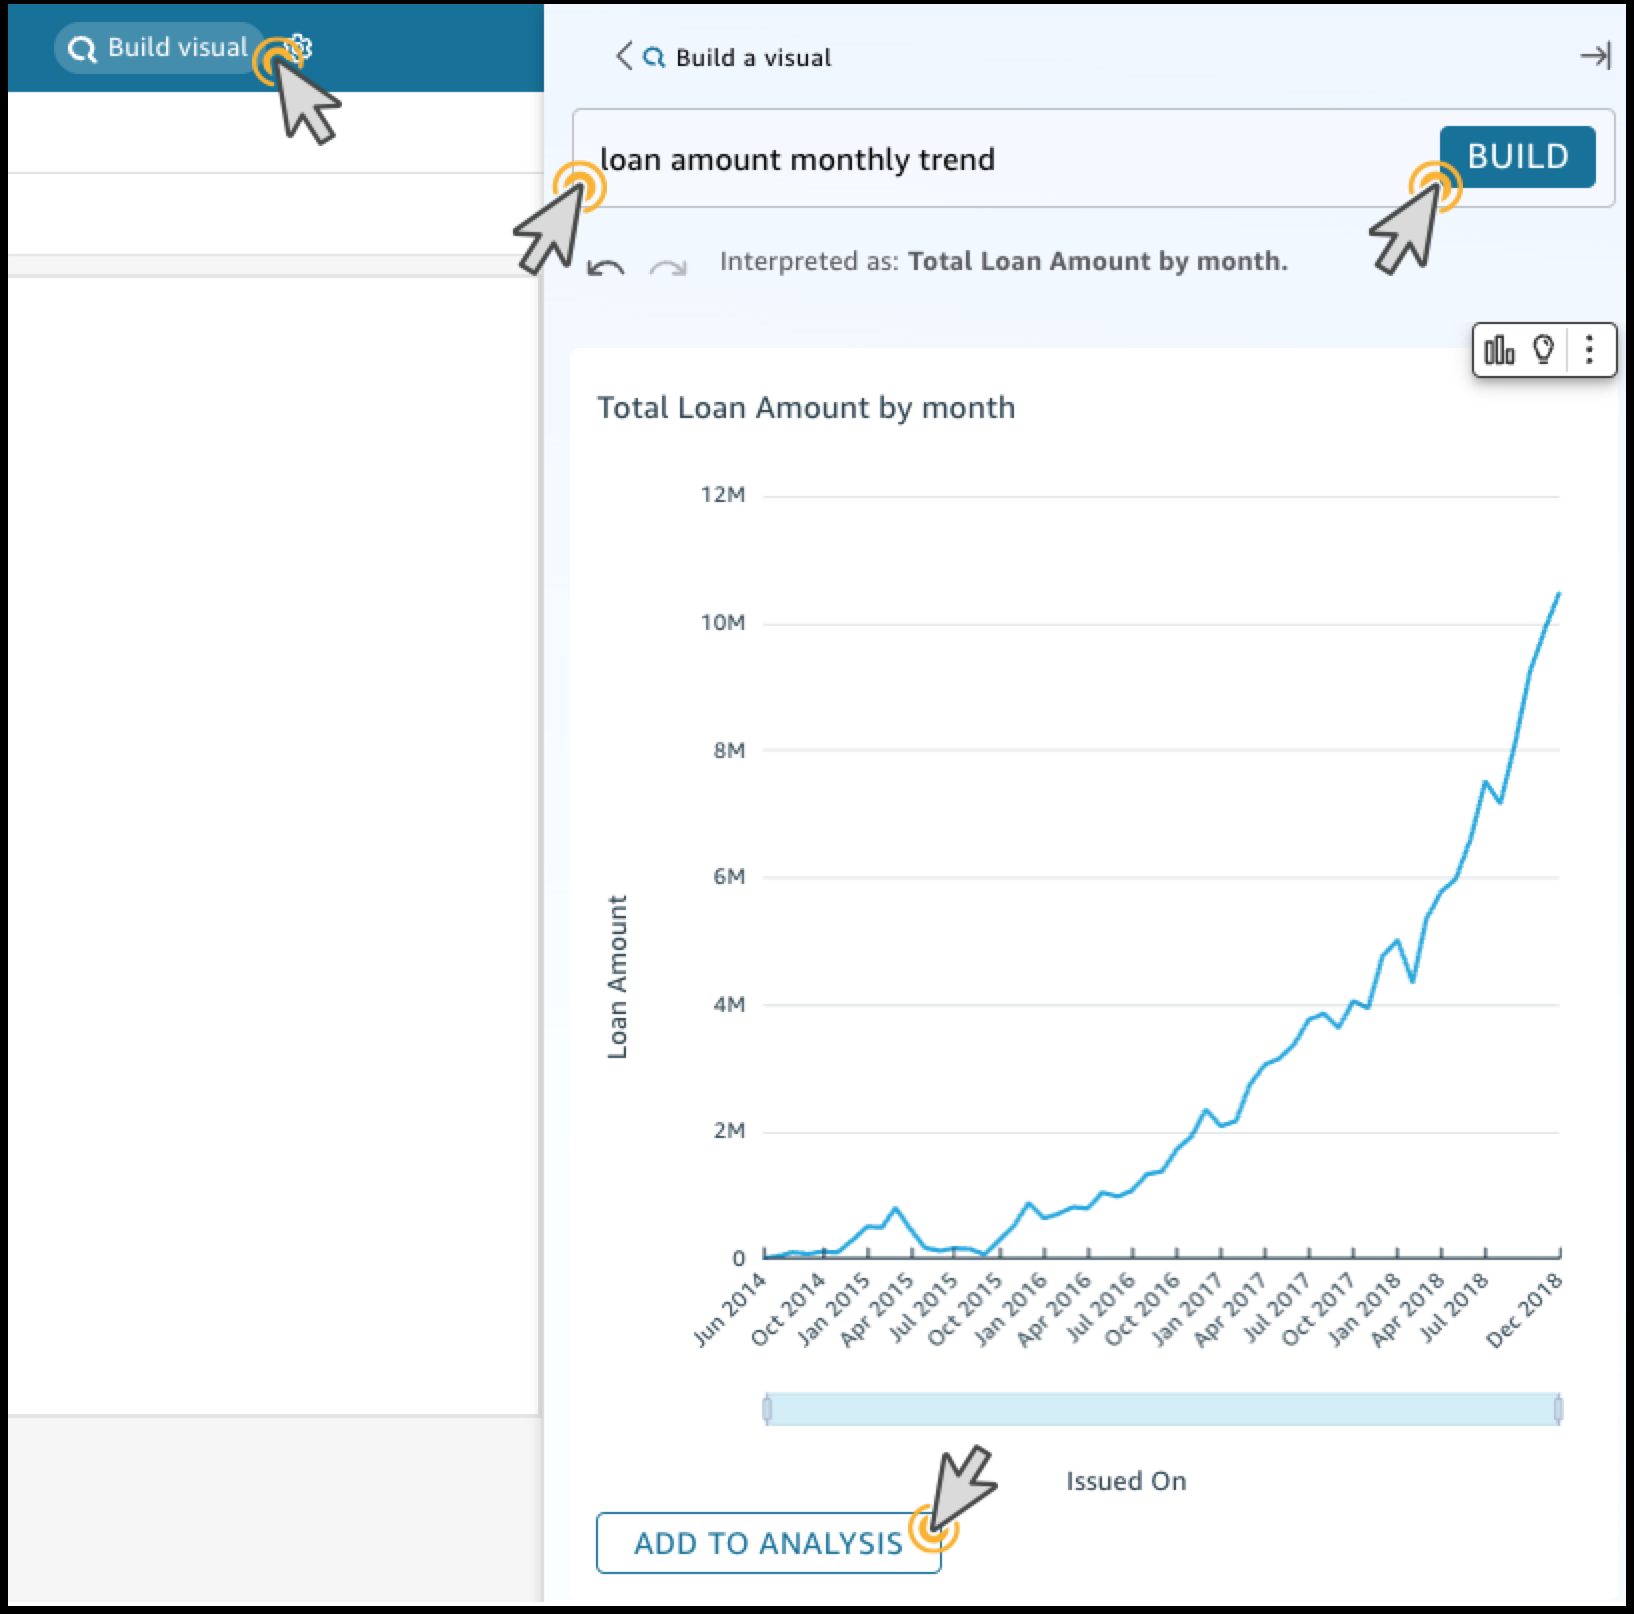 Build visual
Build a visual
loan amount monthly trend
BUILD
Interpreted as: Total Loan Amount by month.
Total Loan Amount by month
12M
10M
8M
6M
4M
2M
0
Loan Amount
Jun 2014
Oct 2014
Jan 2015
Apr 2015
Jul 2015
Oct 2015
Jan 2016
Apr 2016
Jul 2016
Oct 2016
Jan 2017
Apr 2017
Jul 2017
Oct 2017
Jan 2018
Apr 2018
Jul 2018
Dec 2018
Issued On
ADD TO ANALYSIS